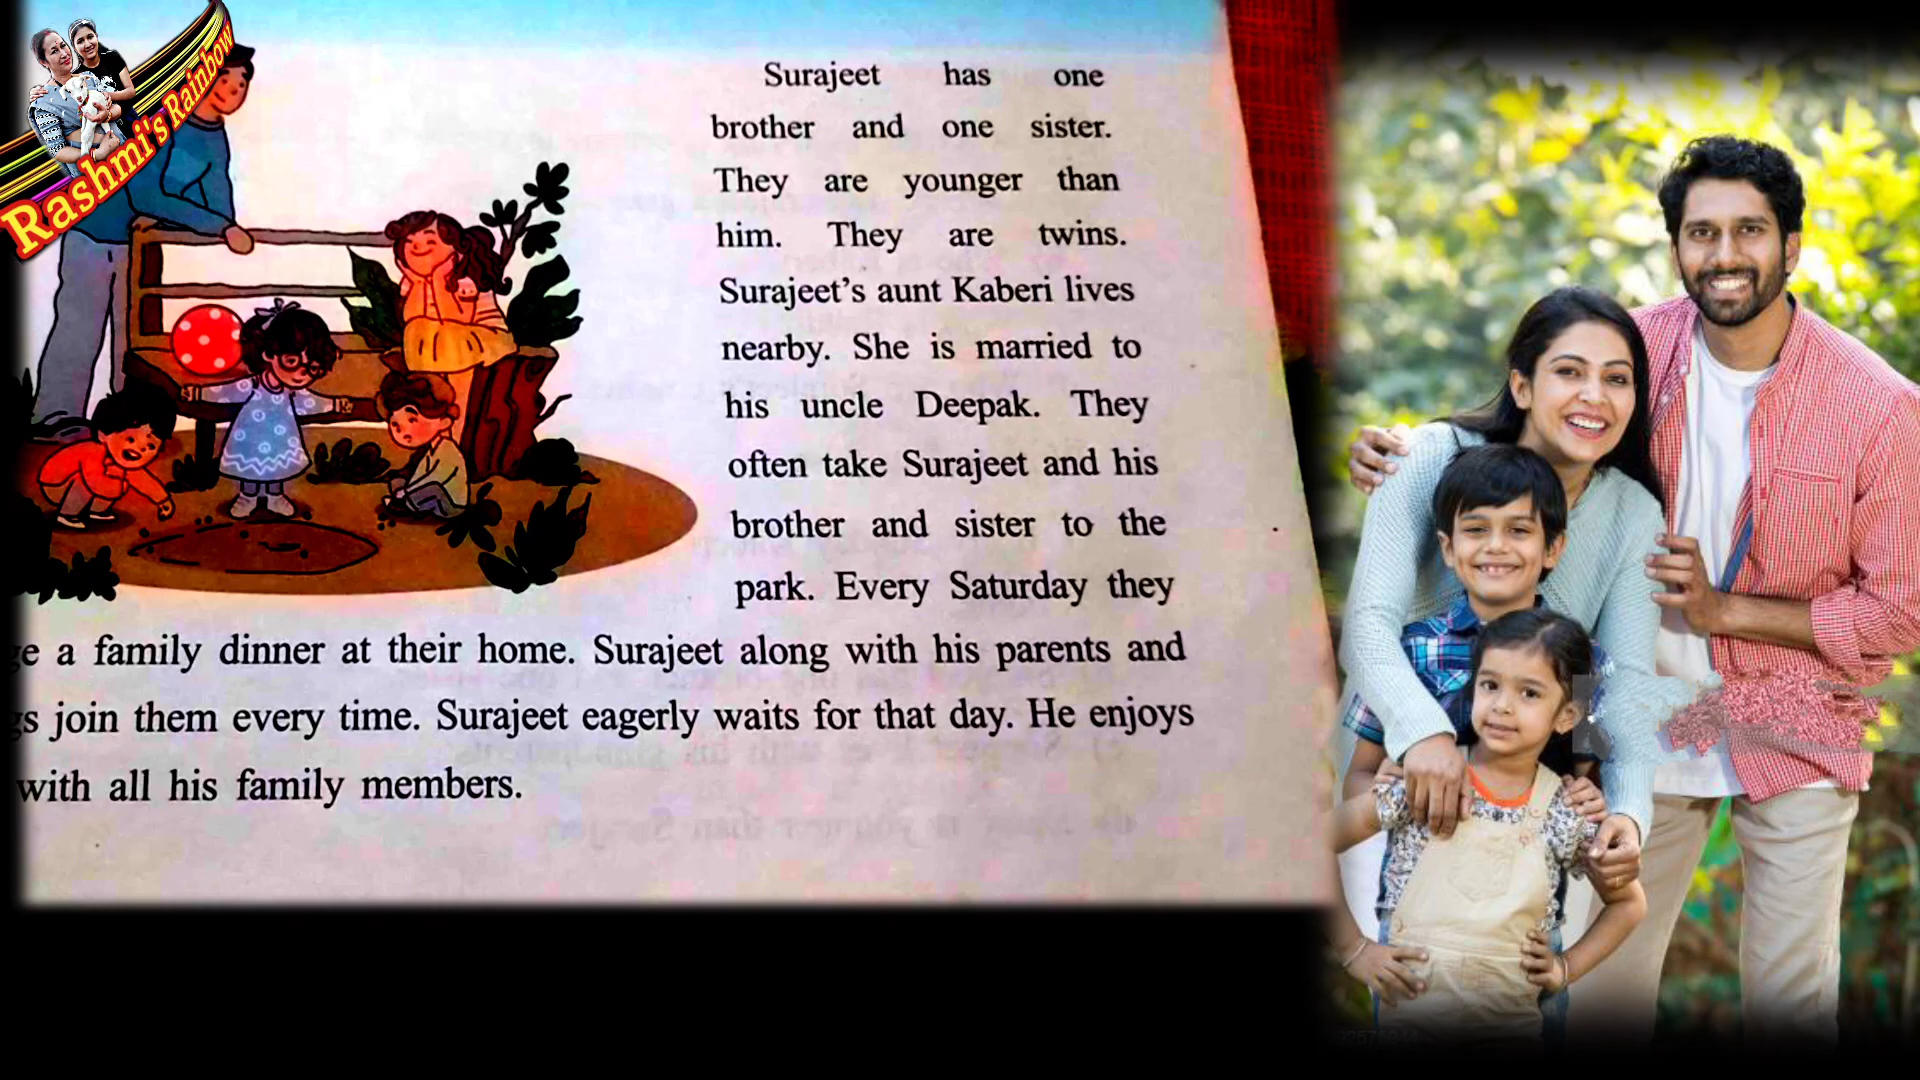 Rashmi's Rainbow
Surajeet has one
brother and one sister.
They are younger than
him. They are twins.
Surajeet's aunt Kaberi lives
nearby. She is married to
his uncle Deepak. They
often take Surajeet and his
brother and sister to the
park. Every Saturday they
ge a family dinner at their home. Surajeet along with his parents and
gs join them every time. Surajeet eagerly waits for that day. He enjoys
with all his family members.